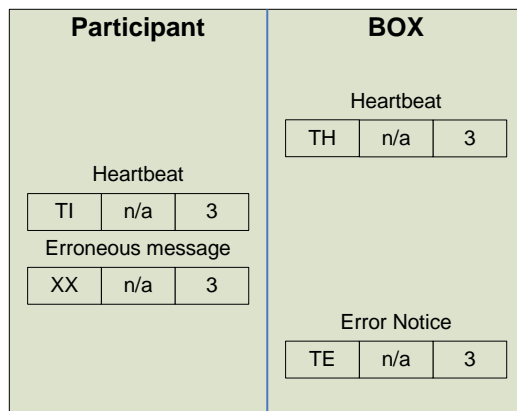 Participant BOX
Heartbeat
TH n/a 3
Heartbeat
TI n/a 3
Erroneous message
XX n/a 3
Error Notice
TE n/a 3